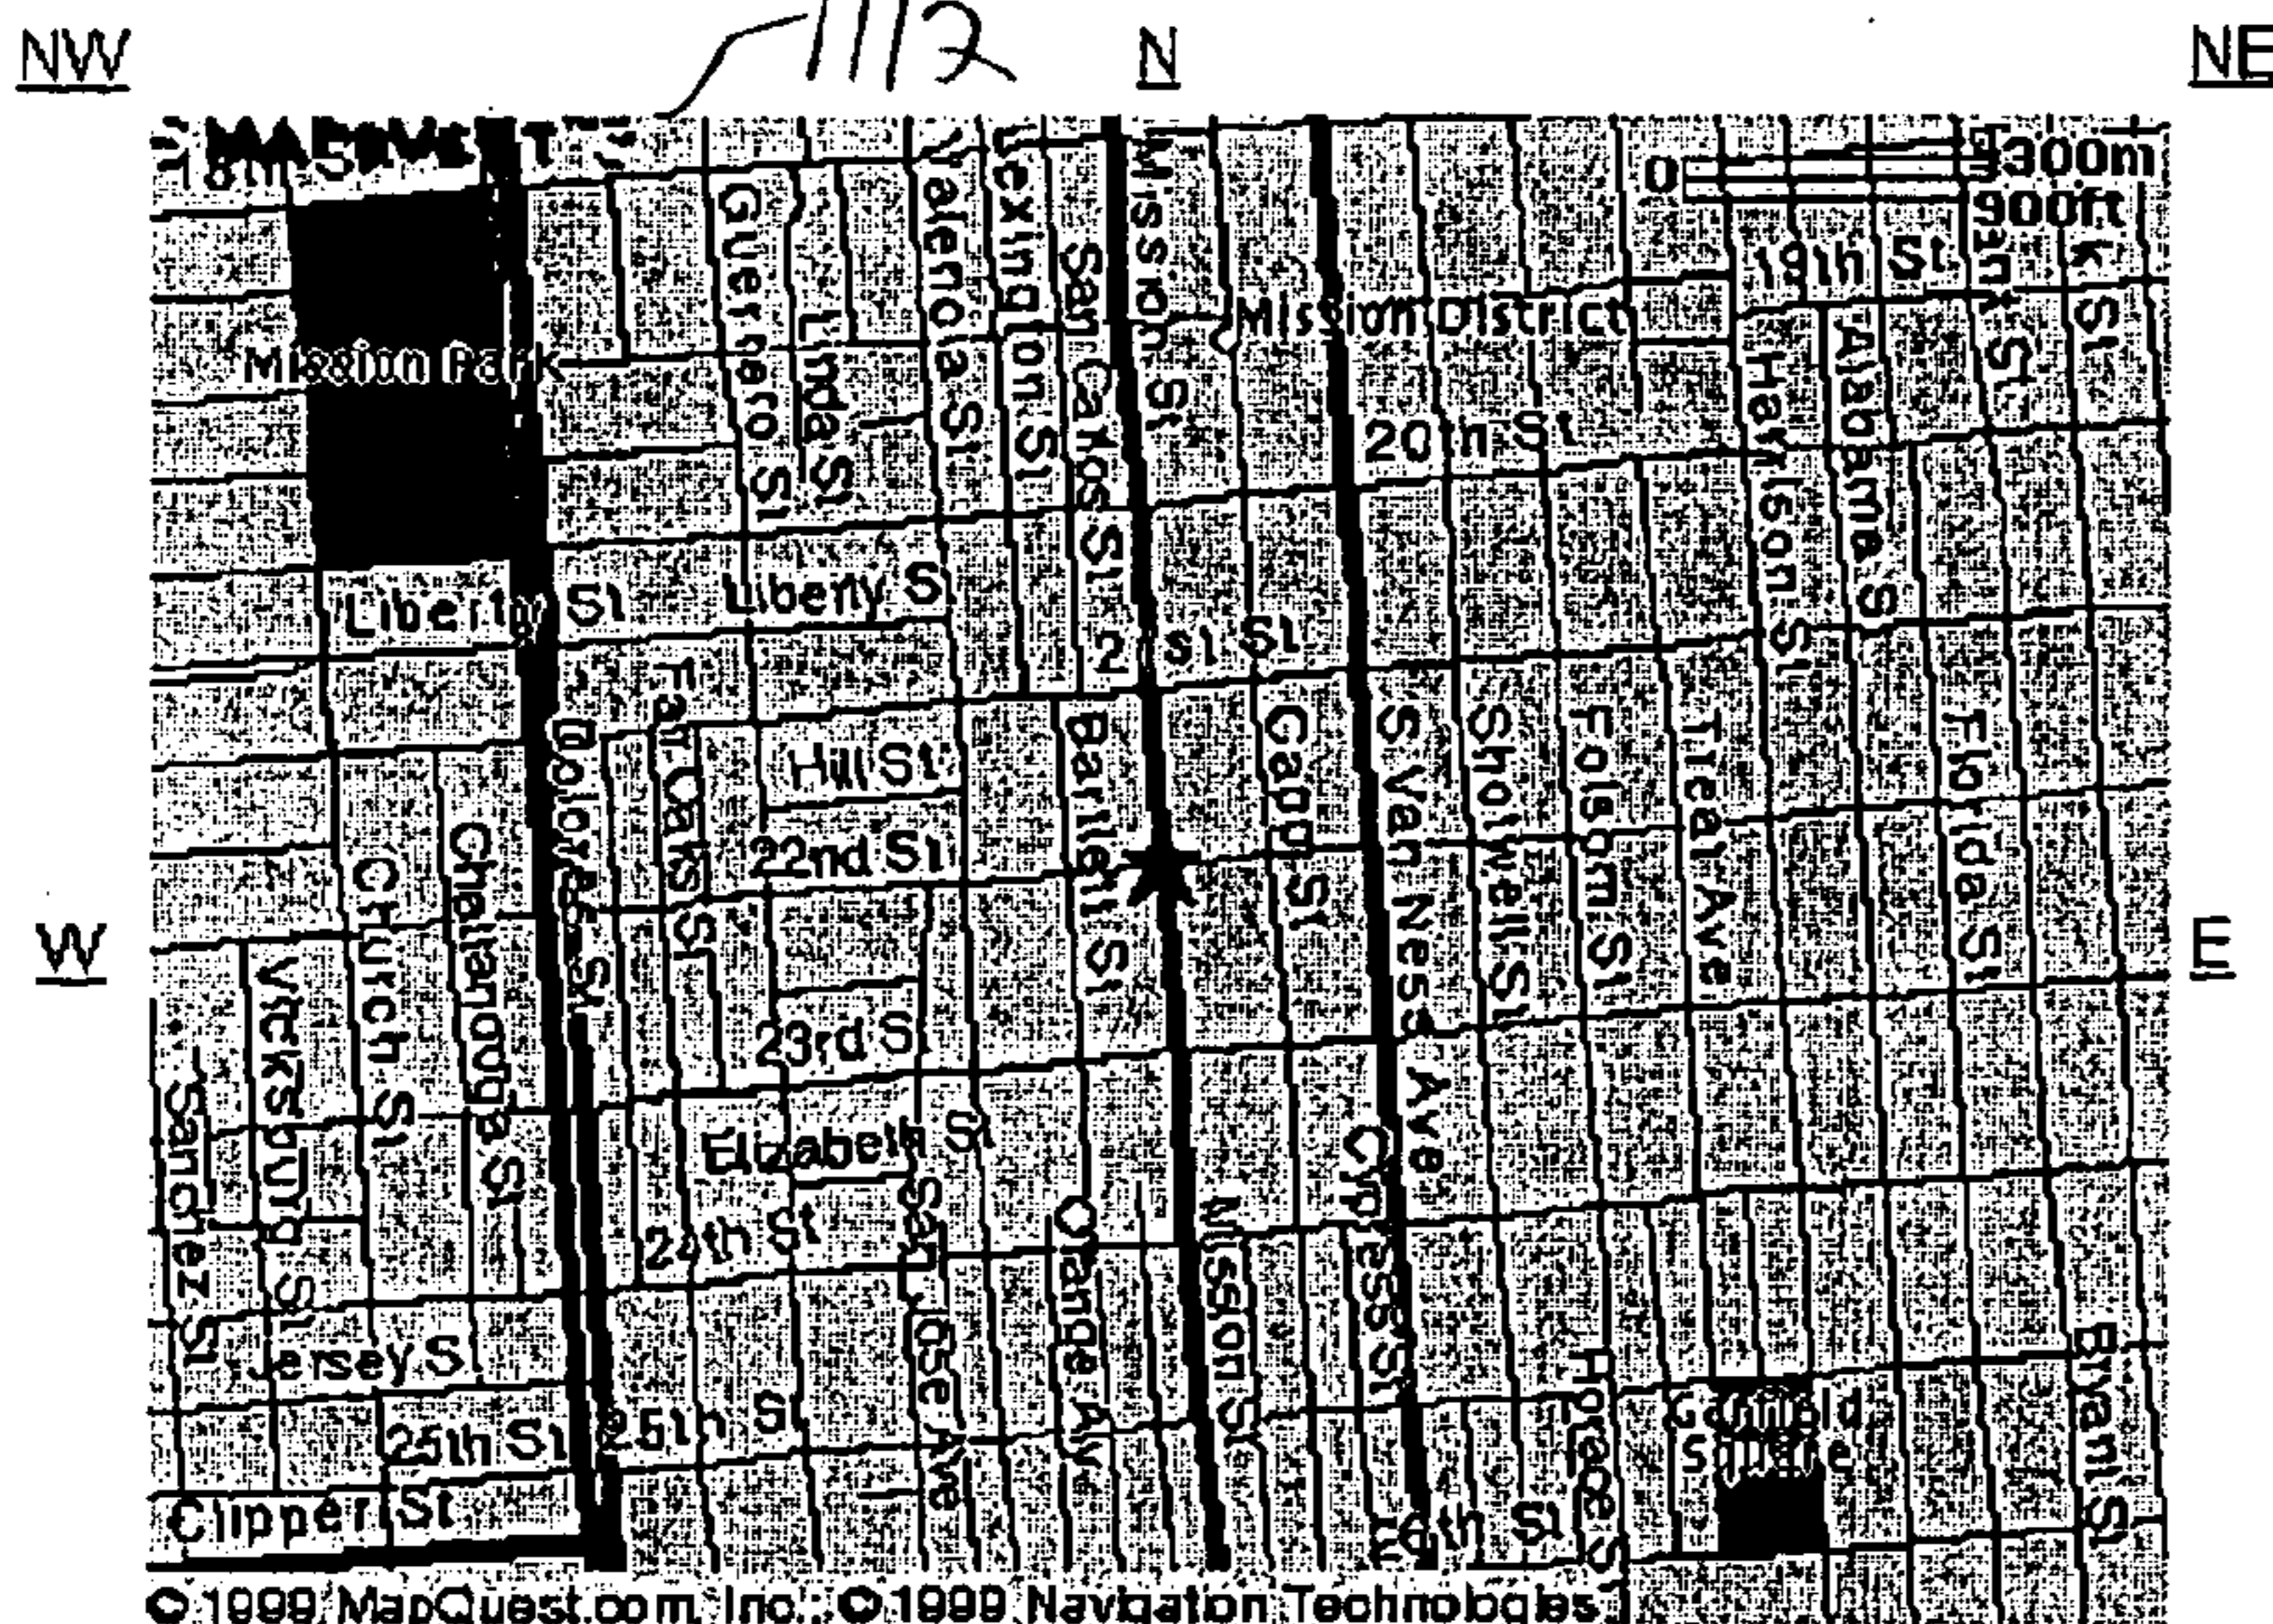 1112
NW
N
NE
18th St
0
300m
900ft
Guerrero St
Linda St
Valencia St
Lexington St
San Carlos St
Mission St
Mission District
19th St
Mission Park
20th St
Harrison St
Alabama S
Liberty St
Liberty S
21st St
Dolores St
Fair Oaks St
Hill St
Bartlett St
Capp St
S Van Ness Ave
Shotwell St
Folsom St
Treat Ave
Florida St
22nd St
Church St
Chattanooga St
W
E
Vicksburg St
Sanchez St
23rd S
Elizabeth St
24th St
San Jose Ave
Orange Av
Mission St
Cypress St
Horace S
Jersey St
25th St
25th St
Garfield
Square
Bryant St
Clipper St
26th St
© 1999 MapQuest.com, Inc.; © 1999 Navigation Technologies